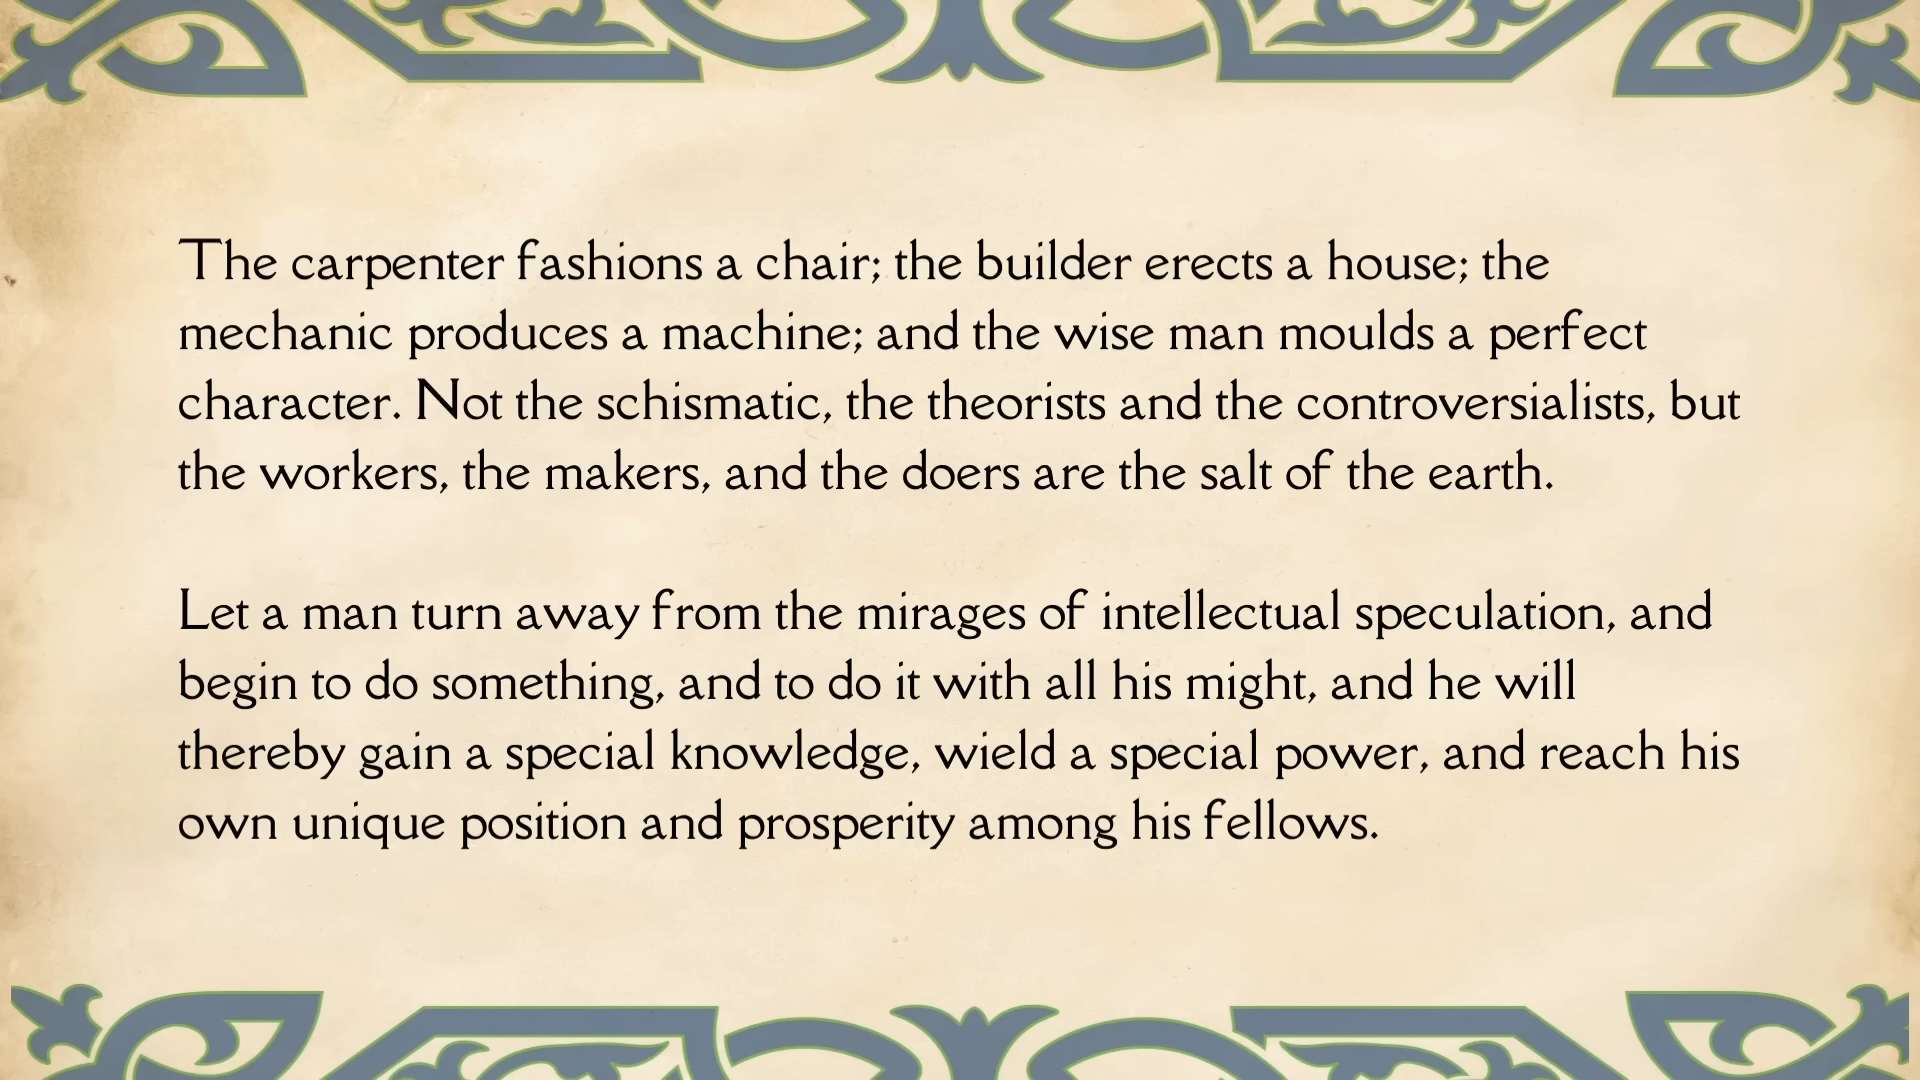 The carpenter fashions a chair; the builder erects a house; the
mechanic produces a machine; and the wise man moulds a perfect
character. Not the schismatic, the theorists and the controversialists, but
the workers, the makers, and the doers are the salt of the earth.
Let a man turn away from the mirages of intellectual speculation, and
begin to do something, and to do it with all his might, and he will
thereby gain a special knowledge, wield a special power, and reach his
own unique position and prosperity among his fellows.